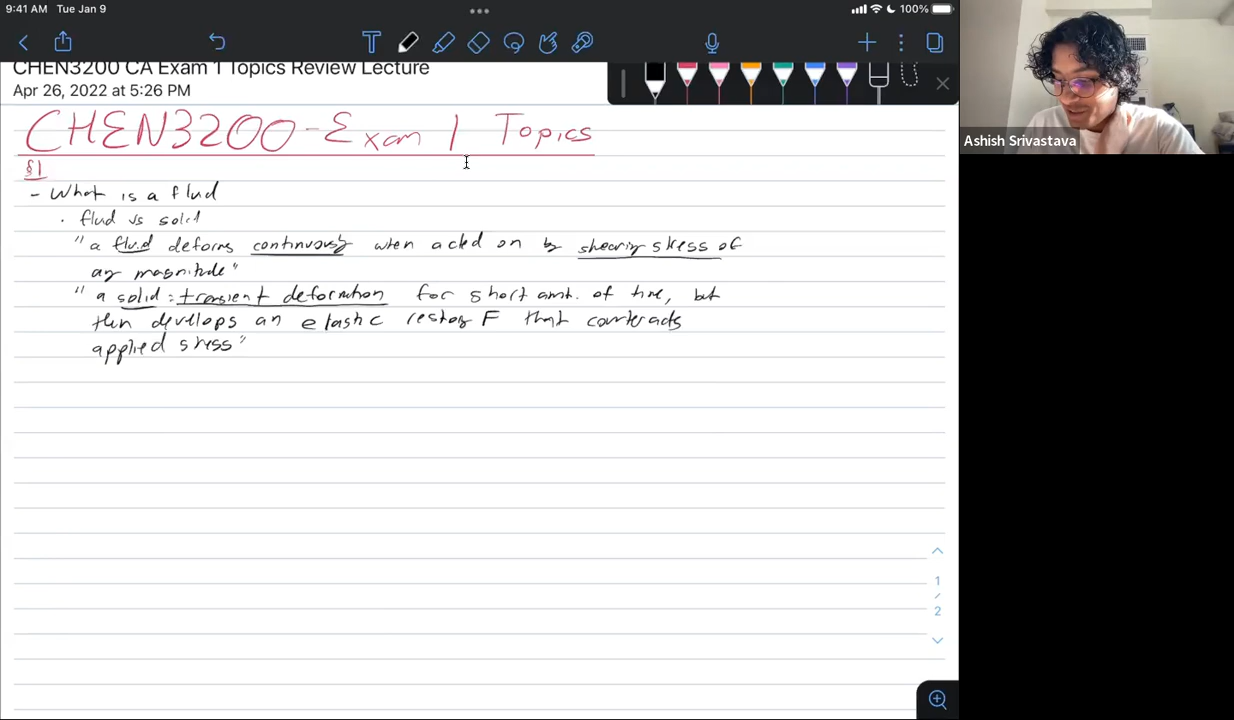 9:41 AM Tue Jan 9
100%
CHEN3200 CA Exam 1 Topics Review Lecture
Apr 26, 2022 at 5:26 PM
CHEN3200 - Exam 1 Topics
§1
- What is a fluid
· fluid vs solid
"a fluid deforms continuously when acted on by shearing stress of
any magnitude"
"a solid: transient deformation for short amt. of time, but
then develops an elastic restoring F that counteracts
applied stress"
Ashish Srivastava
1
/
2